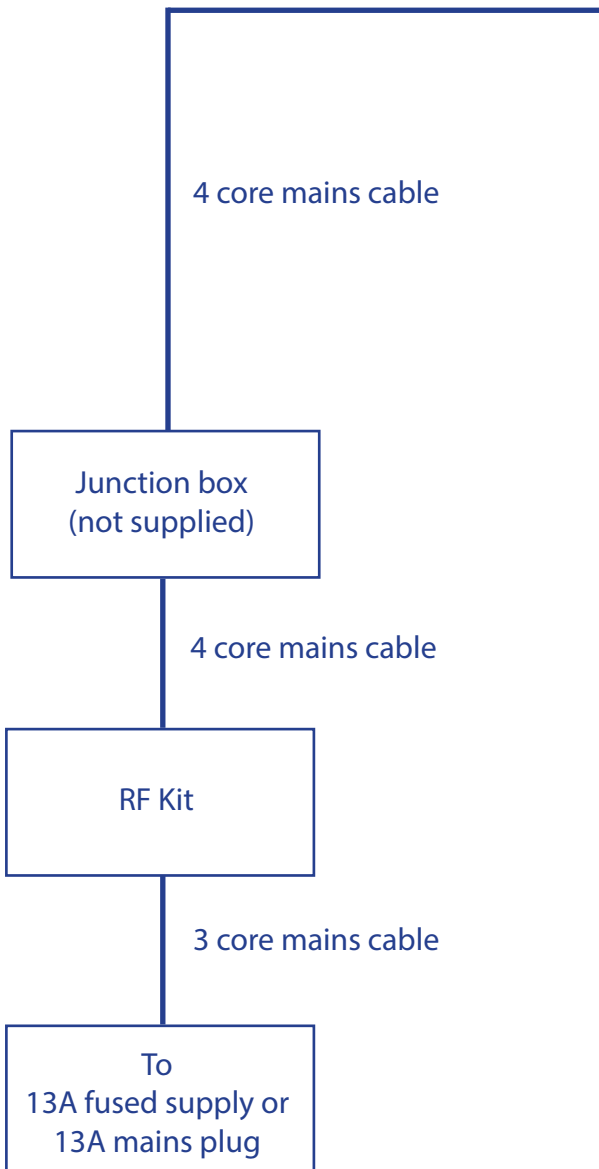 4 core mains cable
Junction box
(not supplied)
4 core mains cable
RF Kit
3 core mains cable
To
13A fused supply or
13A mains plug